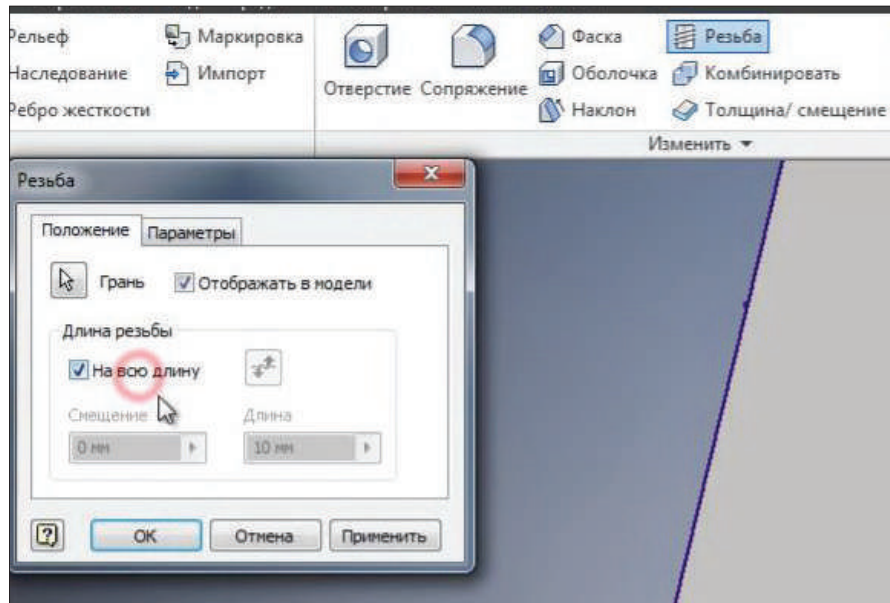 Рельеф
Маркировка
Фаска
Резьба
Наследование
Импорт
Отверстие
Сопряжение
Оболочка
Комбинировать
Ребро жесткости
Наклон
Толщина/ смещение
Изменить
Резьба
Положение
Параметры
Грань
Отображать в модели
Длина резьбы
На всю длину
Смещение
Длина
0 мм
10 мм
ОК
Отмена
Применить